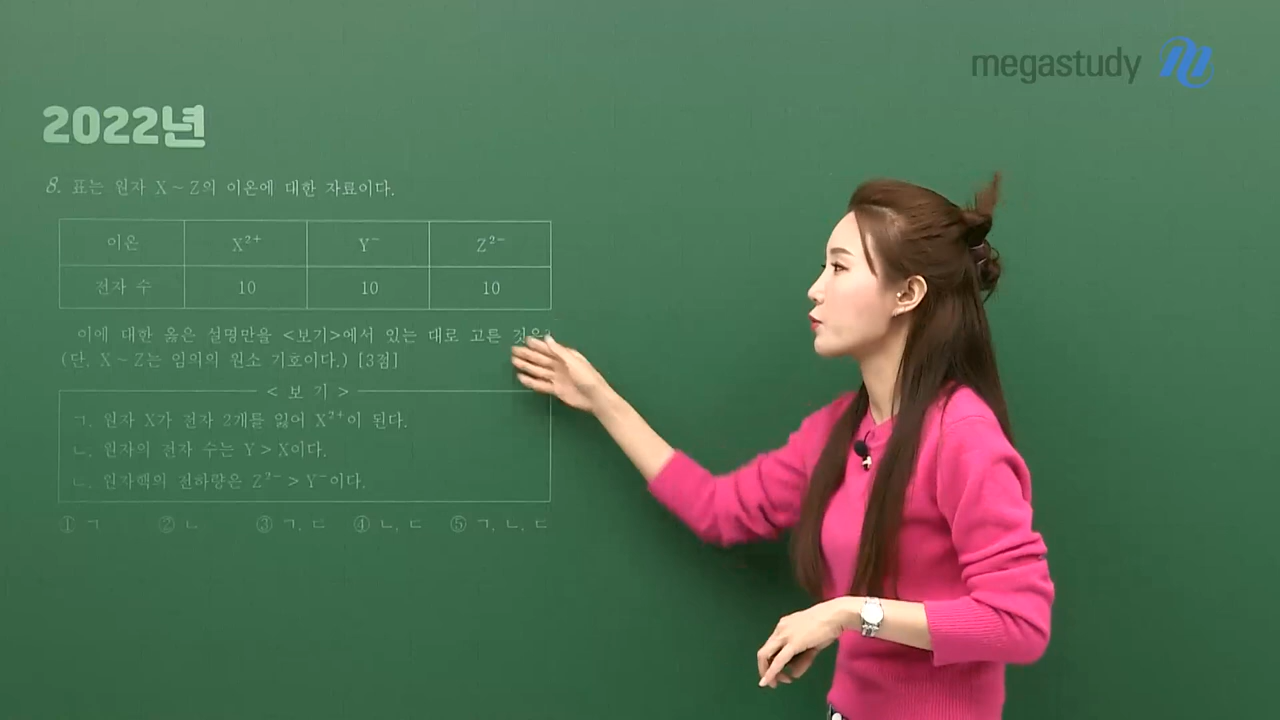 megastudy
2022년
8. 표는 원자 X ~ Z의 이온에 대한 자료이다.
이온 X²⁺ Y⁻ Z²⁻
전자 수 10 10 10
이에 대한 옳은 설명만을 <보기>에서 있는 대로 고른 것은?
(단, X ~ Z는 임의의 원소 기호이다.) [3점]
< 보 기 >
ㄱ. 원자 X가 전자 2개를 잃어 X²⁺이 된다.
ㄴ. 원자의 전자 수는 Y > X이다.
ㄷ. 원자핵의 전하량은 Z²⁻ > Y⁻이다.
① ㄱ ② ㄴ ③ ㄱ, ㄷ ④ ㄴ, ㄷ ⑤ ㄱ, ㄴ, ㄷ